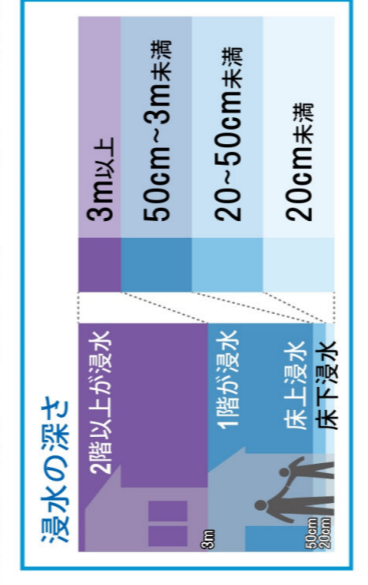 浸水の深さ
2階以上が浸水
1階が浸水
床上浸水
床下浸水
3m
50cm
20cm
3m以上
50cm~3m未満
20~50cm未満
20cm未満